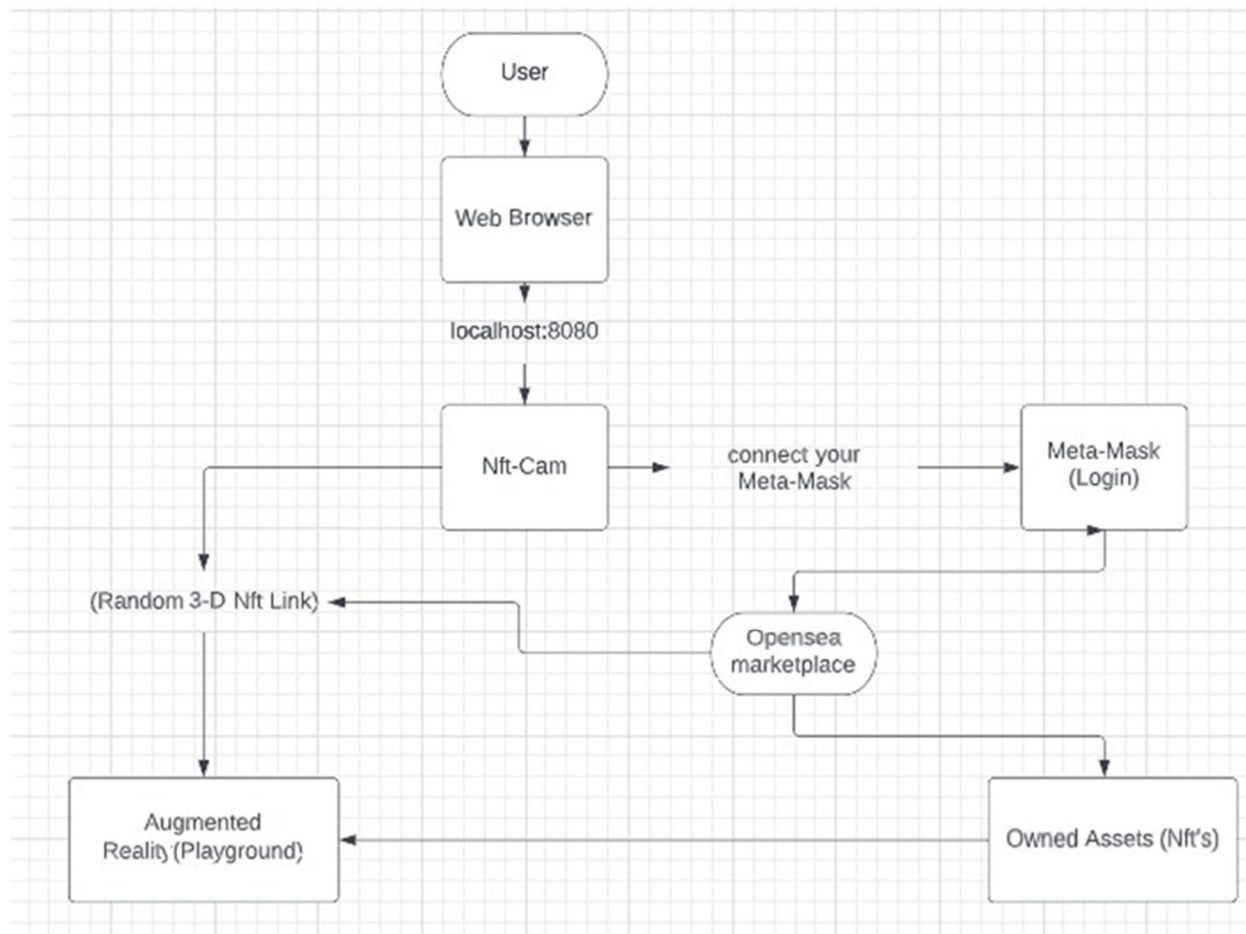 User
Web Browser
localhost:8080
Nft-Cam
connect your
Meta-Mask
Meta-Mask
(Login)
(Random 3-D Nft Link)
Opensea
marketplace
Augmented
Reality(Playground)
Owned Assets (Nft's)